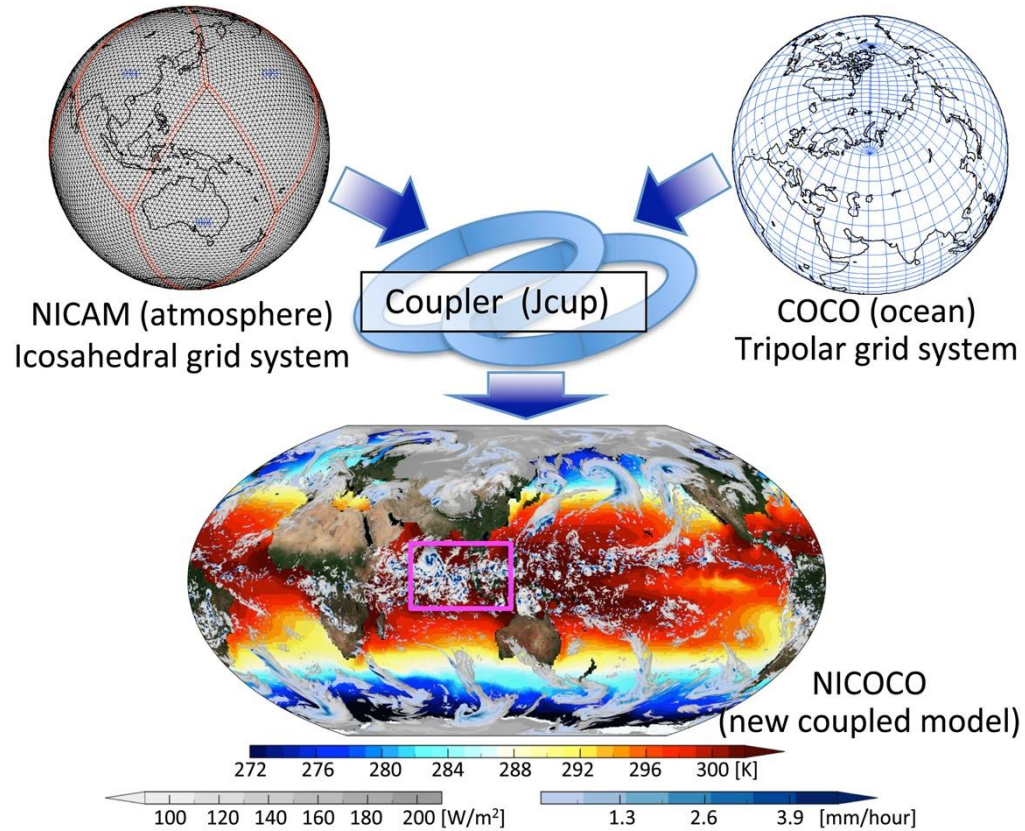 NICAM (atmosphere)
Icosahedral grid system
Coupler (Jcup)
COCO (ocean)
Tripolar grid system
NICOCO
(new coupled model)
272 276 280 284 288 292 296 300 [K]
100 120 140 160 180 200 [W/m²] 1.3 2.6 3.9 [mm/hour]